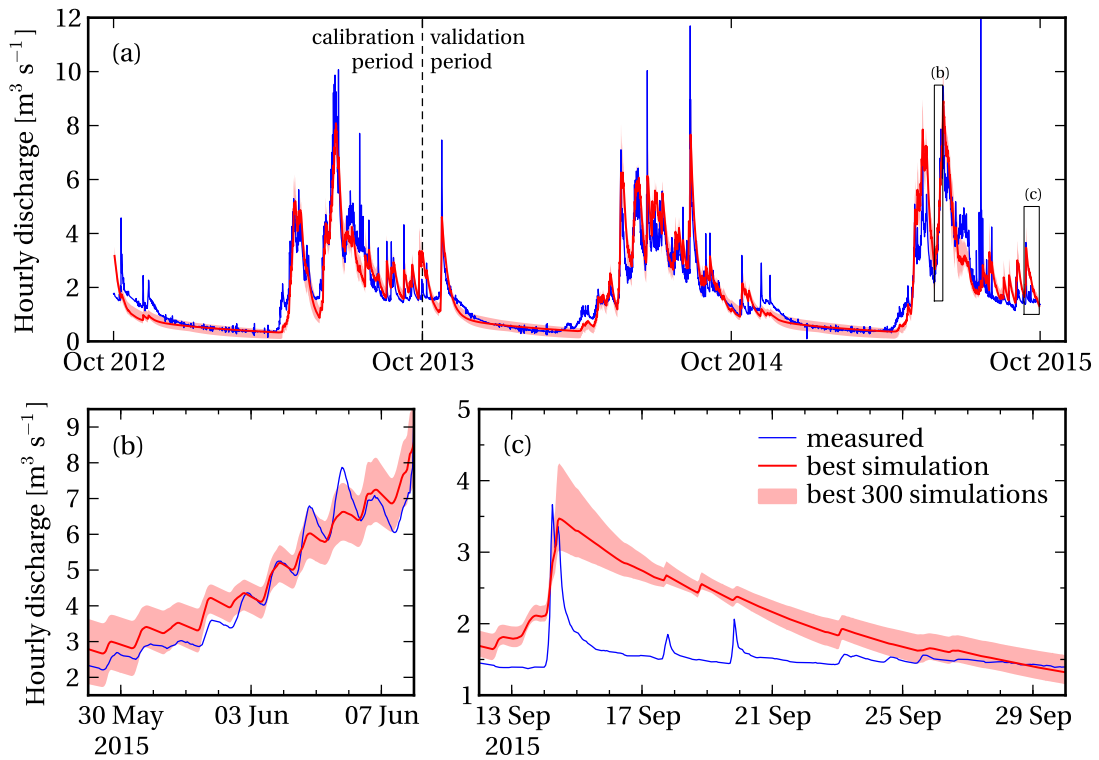 12
10
8
6
4
2
0
Hourly discharge [m³ s⁻¹]
(a)
calibration
period
validation
period
(b)
(c)
Oct 2012
Oct 2013
Oct 2014
Oct 2015
9
8
7
6
5
4
3
2
Hourly discharge [m³ s⁻¹]
(b)
30 May
2015
03 Jun
07 Jun
5
4
3
2
1
(c)
measured
best simulation
best 300 simulations
13 Sep
2015
17 Sep
21 Sep
25 Sep
29 Sep